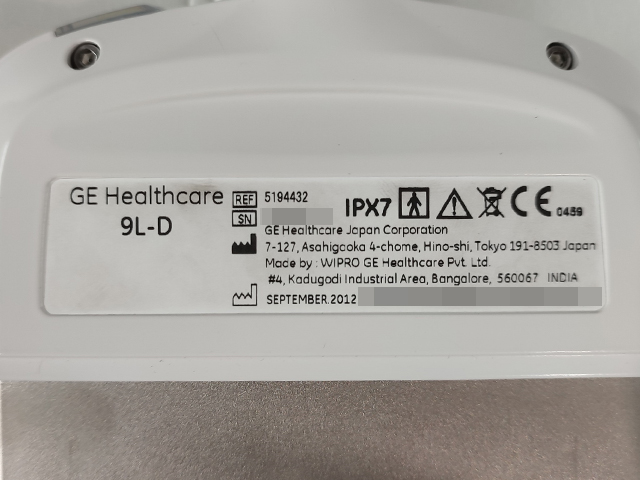 GE Healthcare
9L-D
REF 5194432
SN
IPX7
CE 0459
GE Healthcare Japan Corporation
7-127, Asahigaoka 4-chome, Hino-shi, Tokyo 191-8503 Japan
Made by : WIPRO GE Healthcare Pvt. Ltd.
#4, Kadugodi Industrial Area, Bangalore, 560067 INDIA
SEPTEMBER.2012